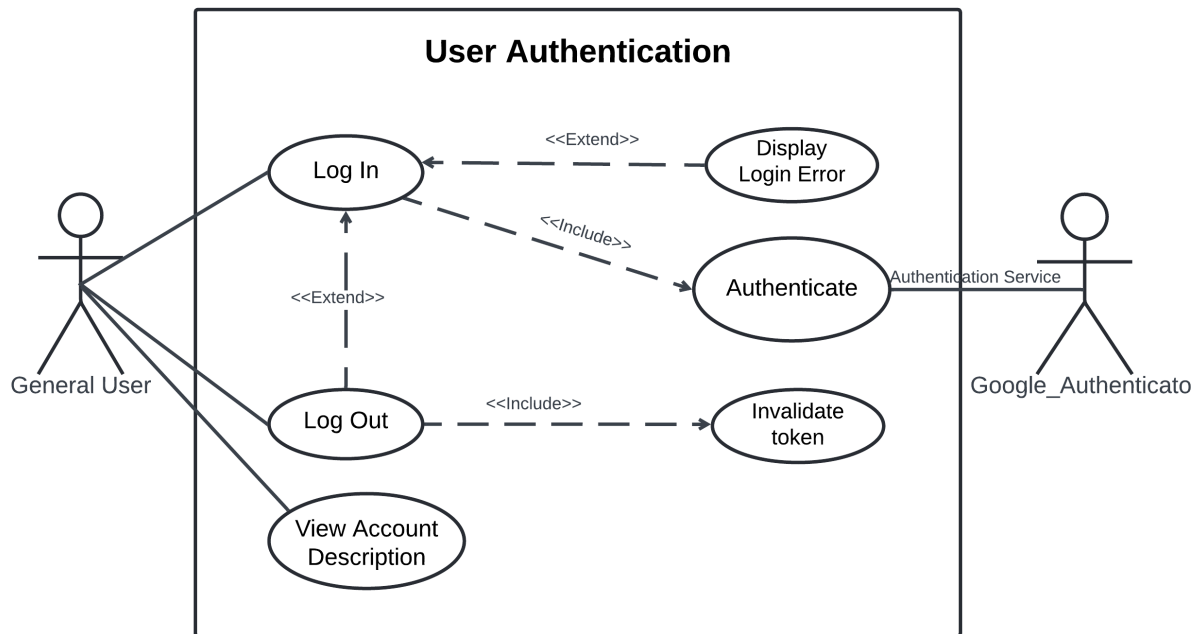 User Authentication
<<Extend>>
Display
Login Error
Log In
<<Include>>
Authentication Service
Authenticate
<<Extend>>
General User
Google_Authenticato
<<Include>>
Log Out
Invalidate
token
View Account
Description